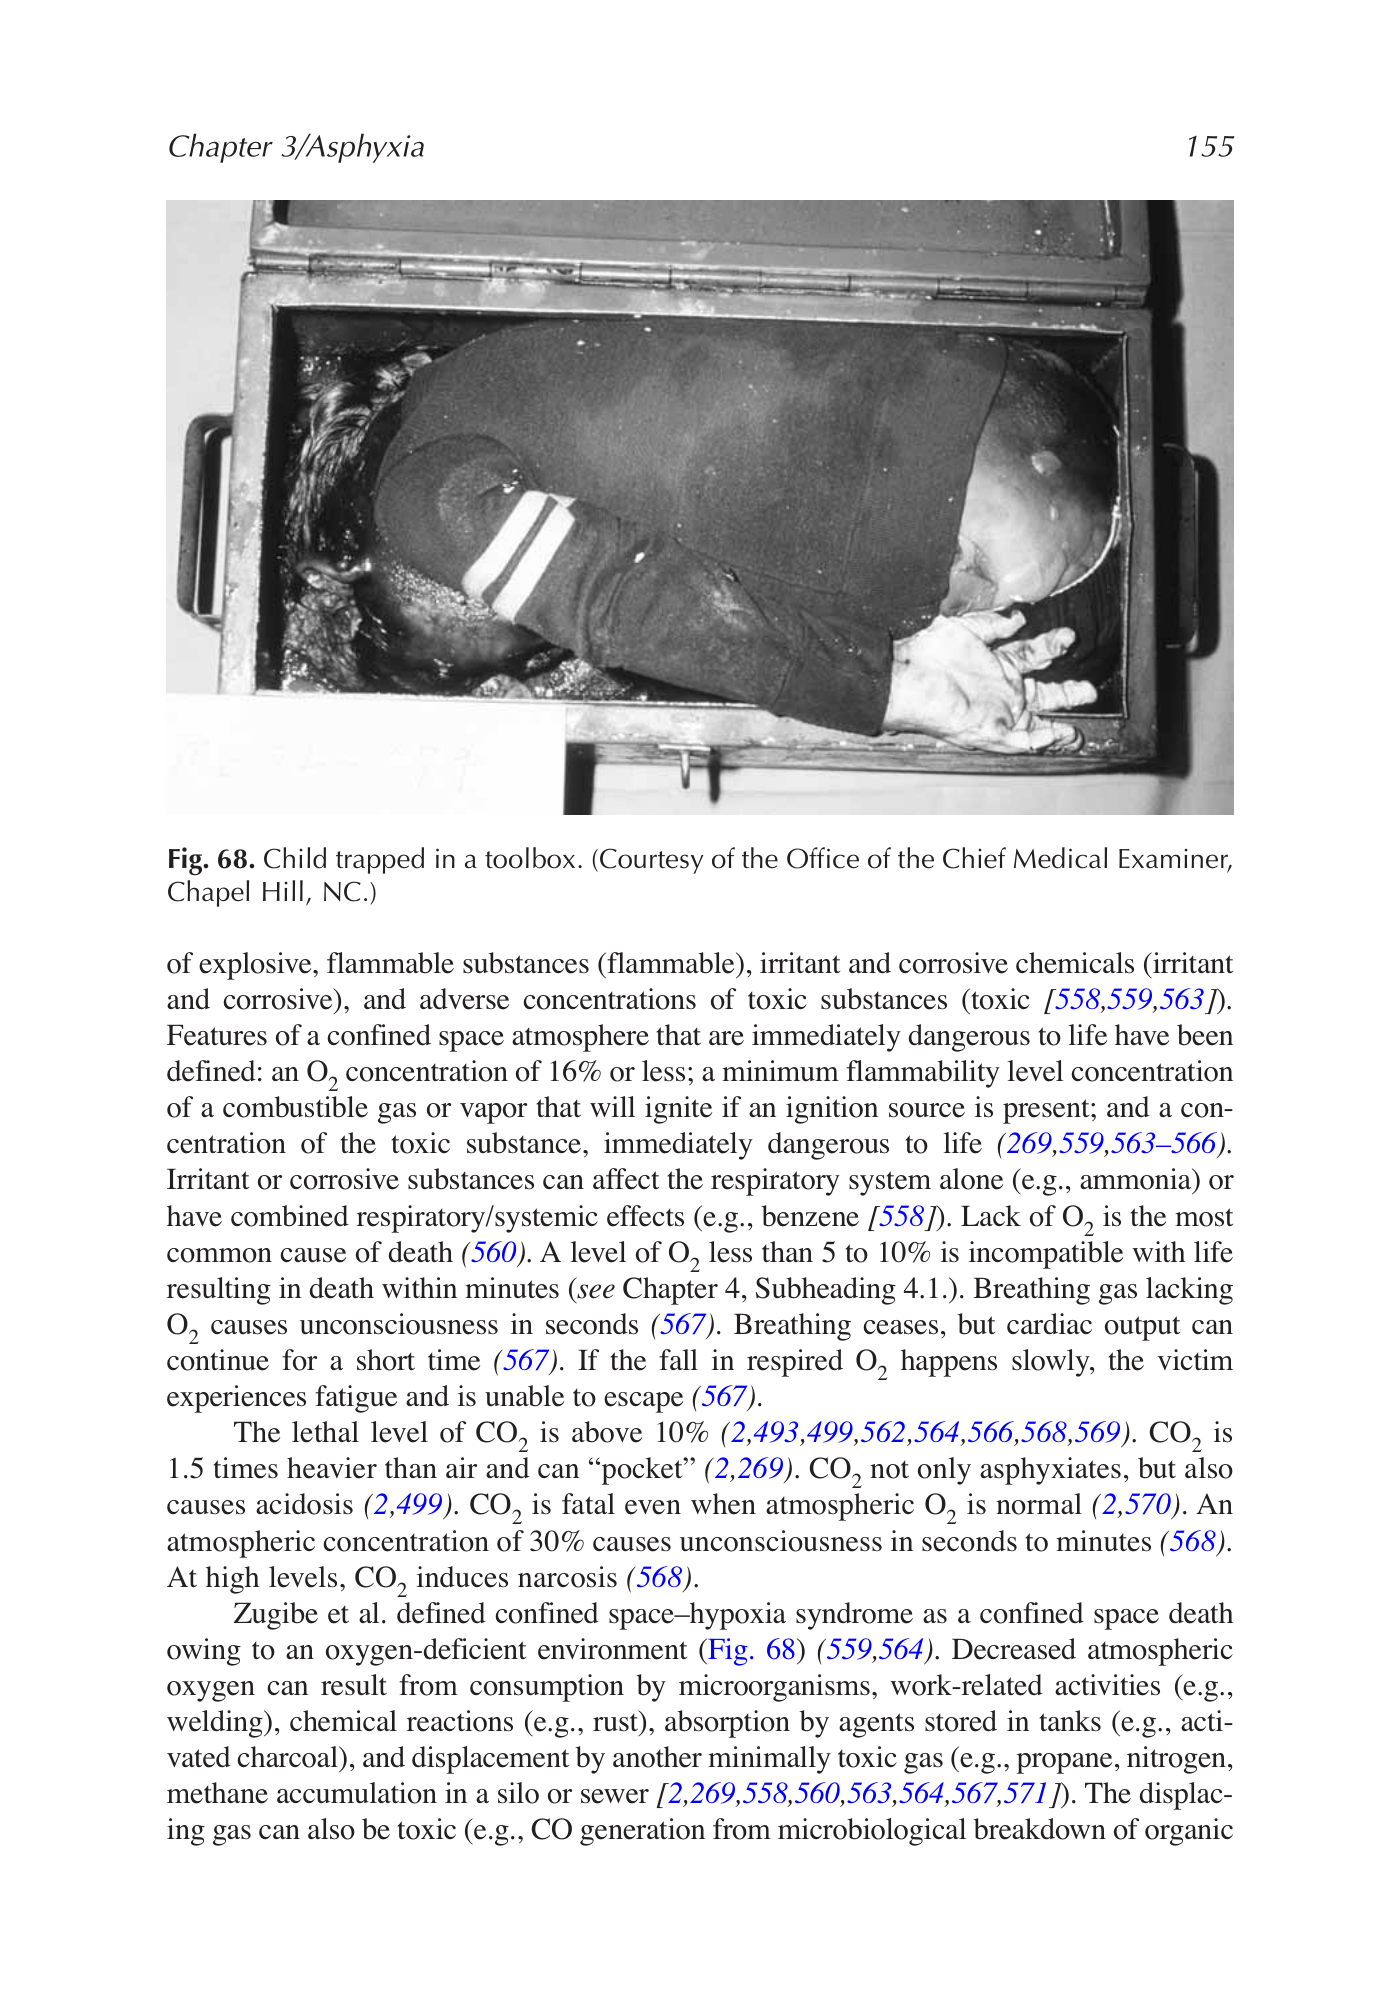 Chapter 3/Asphyxia 155
Fig. 68. Child trapped in a toolbox. (Courtesy of the Office of the Chief Medical Examiner,
Chapel Hill, NC.)
of explosive, flammable substances (flammable), irritant and corrosive chemicals (irritant
and corrosive), and adverse concentrations of toxic substances (toxic [558,559,563]).
Features of a confined space atmosphere that are immediately dangerous to life have been
defined: an O₂ concentration of 16% or less; a minimum flammability level concentration
of a combustible gas or vapor that will ignite if an ignition source is present; and a con-
centration of the toxic substance, immediately dangerous to life (269,559,563–566).
Irritant or corrosive substances can affect the respiratory system alone (e.g., ammonia) or
have combined respiratory/systemic effects (e.g., benzene [558]). Lack of O₂ is the most
common cause of death (560). A level of O₂ less than 5 to 10% is incompatible with life
resulting in death within minutes (see Chapter 4, Subheading 4.1.). Breathing gas lacking
O₂ causes unconsciousness in seconds (567). Breathing ceases, but cardiac output can
continue for a short time (567). If the fall in respired O₂ happens slowly, the victim
experiences fatigue and is unable to escape (567).
The lethal level of CO₂ is above 10% (2,493,499,562,564,566,568,569). CO₂ is
1.5 times heavier than air and can “pocket” (2,269). CO₂ not only asphyxiates, but also
causes acidosis (2,499). CO₂ is fatal even when atmospheric O₂ is normal (2,570). An
atmospheric concentration of 30% causes unconsciousness in seconds to minutes (568).
At high levels, CO₂ induces narcosis (568).
Zugibe et al. defined confined space–hypoxia syndrome as a confined space death
owing to an oxygen-deficient environment (Fig. 68) (559,564). Decreased atmospheric
oxygen can result from consumption by microorganisms, work-related activities (e.g.,
welding), chemical reactions (e.g., rust), absorption by agents stored in tanks (e.g., acti-
vated charcoal), and displacement by another minimally toxic gas (e.g., propane, nitrogen,
methane accumulation in a silo or sewer [2,269,558,560,563,564,567,571]). The displac-
ing gas can also be toxic (e.g., CO generation from microbiological breakdown of organic